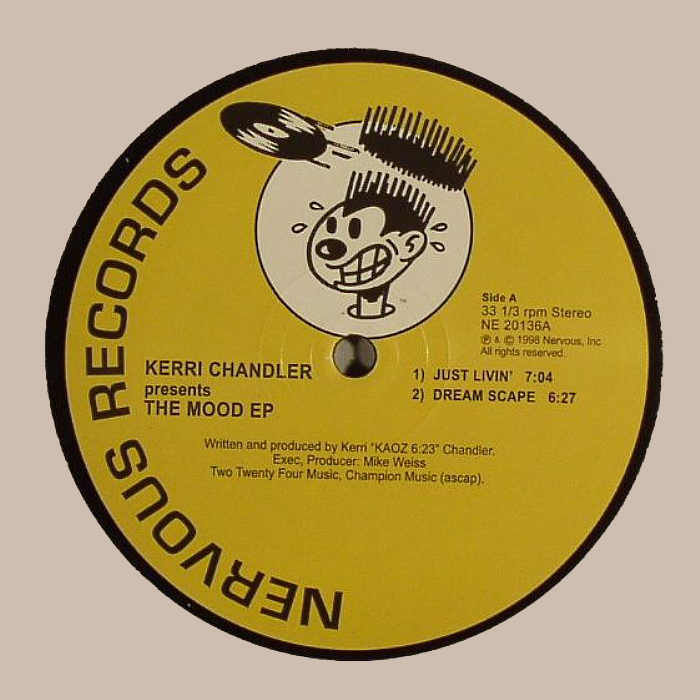 NERVOUS RECORDS
Side A
33 1/3 rpm Stereo
NE 20136A
℗ & © 1998 Nervous, Inc
All rights reserved.
KERRI CHANDLER
presents
THE MOOD EP
1) JUST LIVIN' 7:04
2) DREAM SCAPE 6:27
Written and produced by Kerri "KAOZ 6:23" Chandler.
Exec, Producer: Mike Weiss
Two Twenty Four Music, Champion Music (ascap).